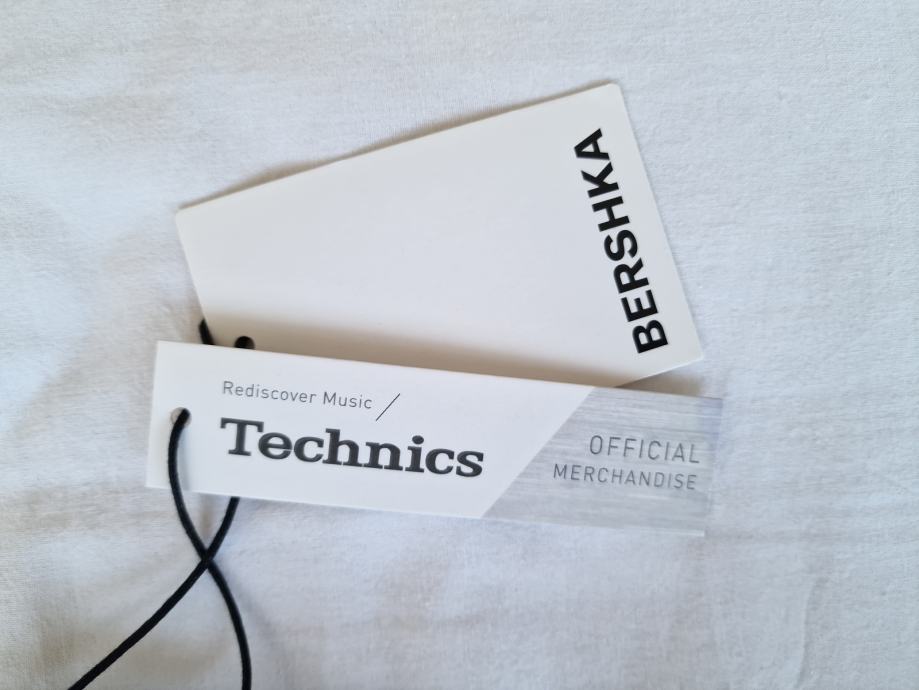 BERSHKA
Rediscover Music /
Technics
OFFICIAL
MERCHANDISE